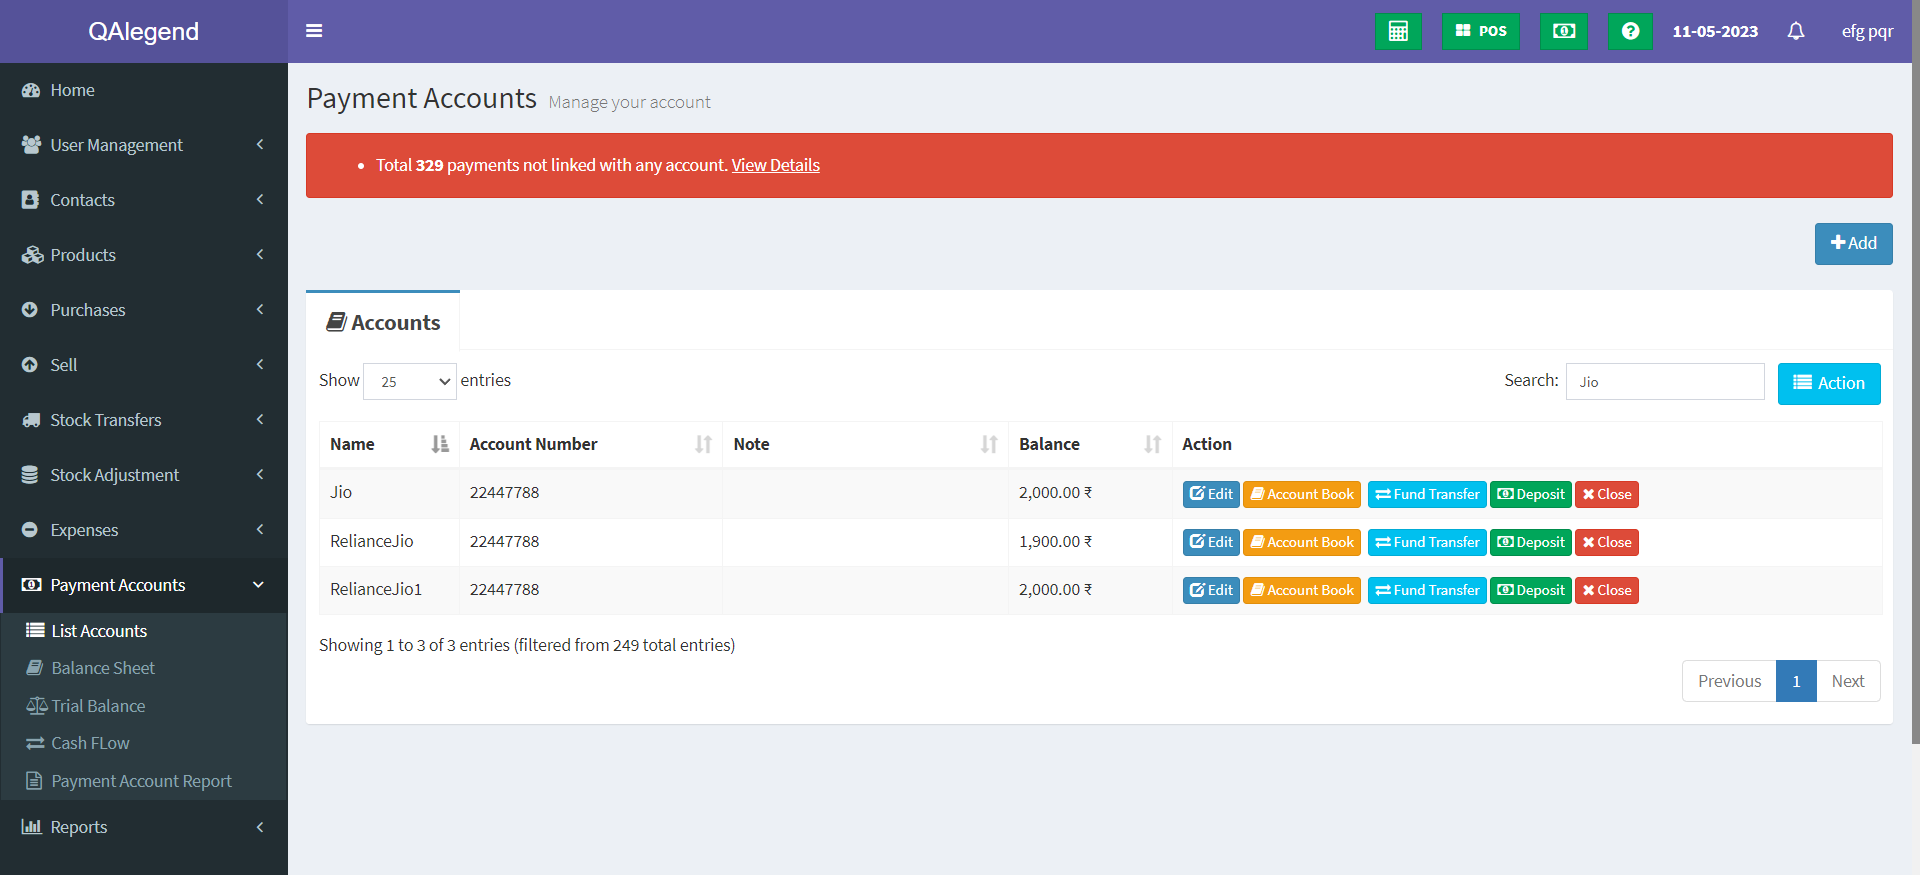 QAlegend
POS
11-05-2023
efg pqr
Home
User Management
Contacts
Products
Purchases
Sell
Stock Transfers
Stock Adjustment
Expenses
Payment Accounts
List Accounts
Balance Sheet
Trial Balance
Cash FLow
Payment Account Report
Reports
Payment Accounts Manage your account
Total 329 payments not linked with any account. View Details
Add
Accounts
Show 25 entries
Search: Jio
Action
Name Account Number Note Balance Action
Jio 22447788 2,000.00 ₹ Edit Account Book Fund Transfer Deposit Close
RelianceJio 22447788 1,900.00 ₹ Edit Account Book Fund Transfer Deposit Close
RelianceJio1 22447788 2,000.00 ₹ Edit Account Book Fund Transfer Deposit Close
Showing 1 to 3 of 3 entries (filtered from 249 total entries)
Previous 1 Next